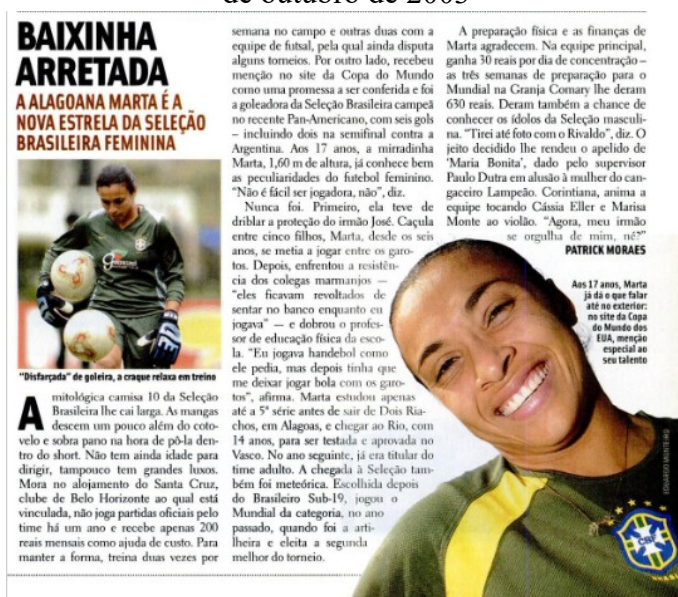 de outubro de 2003
BAIXINHA
ARRETADA
A ALAGOANA MARTA É A
NOVA ESTRELA DA SELEÇÃO
BRASILEIRA FEMININA
"Disfarçada" de goleira, a craque relaxa em treino
A mitológica camisa 10 da Seleção
Brasileira lhe cai larga. As mangas
descem um pouco além do coto-
velo e sobra pano na hora de pô-la den-
tro do short. Não tem ainda idade para
dirigir, tampouco tem grandes luxos.
Mora no alojamento do Santa Cruz,
clube de Belo Horizonte ao qual está
vinculada, não joga partidas oficiais pelo
time há um ano e recebe apenas 200
reais mensais como ajuda de custo. Para
manter a forma, treina duas vezes por
semana no campo e outras duas com a
equipe de futsal, pela qual ainda disputa
alguns torneios. Por outro lado, recebeu
menção no site da Copa do Mundo
como uma promessa a ser conferida e foi
a goleadora da Seleção Brasileira campeã
no recente Pan-Americano, com seis gols
– incluindo dois na semifinal contra a
Argentina. Aos 17 anos, a mirradinha
Marta, 1,60 m de altura, já conhece bem
as peculiaridades do futebol feminino.
"Não é fácil ser jogadora, não", diz.
Nunca foi. Primeiro, ela teve de
driblar a proteção do irmão José. Caçula
entre cinco filhos, Marta, desde os seis
anos, se metia a jogar entre os garo-
tos. Depois, enfrentou a resistên-
cia dos colegas marmanjos —
"eles ficavam revoltados de
sentar no banco enquanto eu
jogava" — e dobrou o profes-
sor de educação física da esco-
la. "Eu jogava handebol como
ele pedia, mas depois tinha que
me deixar jogar bola com os garo-
tos", afirma. Marta estudou apenas
até a 5ª série antes de sair de Dois Ria-
chos, em Alagoas, e chegar ao Rio, com
14 anos, para ser testada e aprovada no
Vasco. No ano seguinte, já era titular do
time adulto. A chegada à Seleção tam-
bém foi meteórica. Escolhida depois
do Brasileiro Sub-19, jogou o
Mundial da categoria, no ano
passado, quando foi a arti-
lheira e eleita a segunda
melhor do torneio.
A preparação física e as finanças de
Marta agradecem. Na equipe principal,
ganha 30 reais por dia de concentração –
as três semanas de preparação para o
Mundial na Granja Comary lhe deram
630 reais. Deram também a chance de
conhecer os ídolos da Seleção masculi-
na. "Tirei até foto com o Rivaldo", diz. O
jeito decidido lhe rendeu o apelido de
'Maria Bonita', dado pelo supervisor
Paulo Dutra em alusão à mulher do can-
gaceiro Lampeão. Corintiana, anima a
equipe tocando Cássia Eller e Marisa
Monte ao violão. "Agora, meu irmão
se orgulha de mim, né?"
PATRICK MORAES
Aos 17 anos, Marta
já dá o que falar
até no exterior:
no site da Copa
do Mundo dos
EUA, menção
especial ao
seu talento
EDUARDO MONTEIRO
CBF
BRASIL